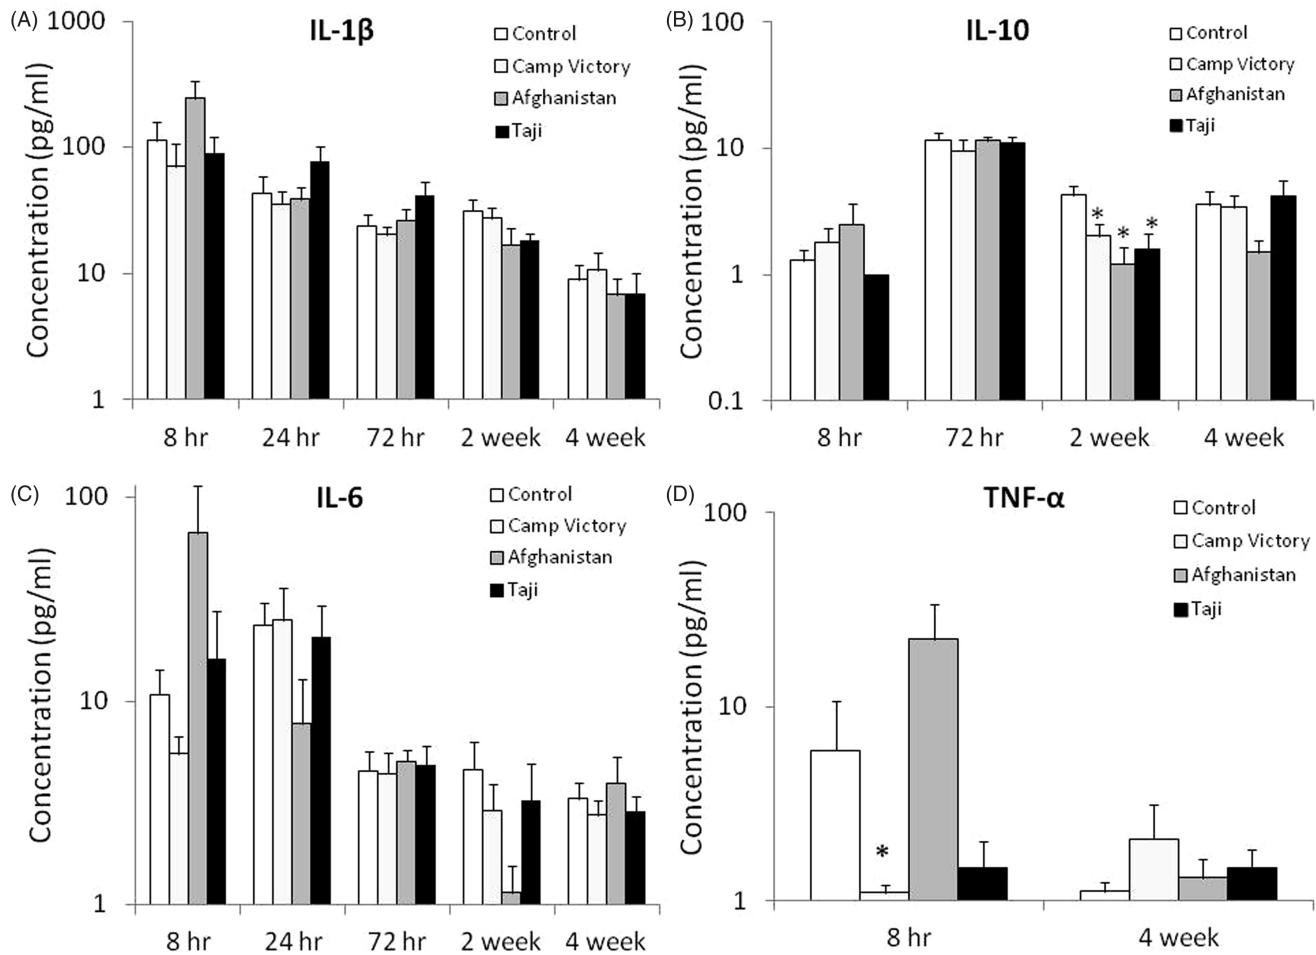 (A)
IL-1β
Concentration (pg/ml)
1000
100
10
1
Control
Camp Victory
Afghanistan
Taji
8 hr 24 hr 72 hr 2 week 4 week
(B)
IL-10
Concentration (pg/ml)
100
10
1
0.1
Control
Camp Victory
Afghanistan
Taji
* * *
8 hr 72 hr 2 week 4 week
(C)
IL-6
Concentration (pg/ml)
100
10
1
Control
Camp Victory
Afghanistan
Taji
8 hr 24 hr 72 hr 2 week 4 week
(D)
TNF-α
Concentration (pg/ml)
100
10
1
Control
Camp Victory
Afghanistan
Taji
*
8 hr 4 week